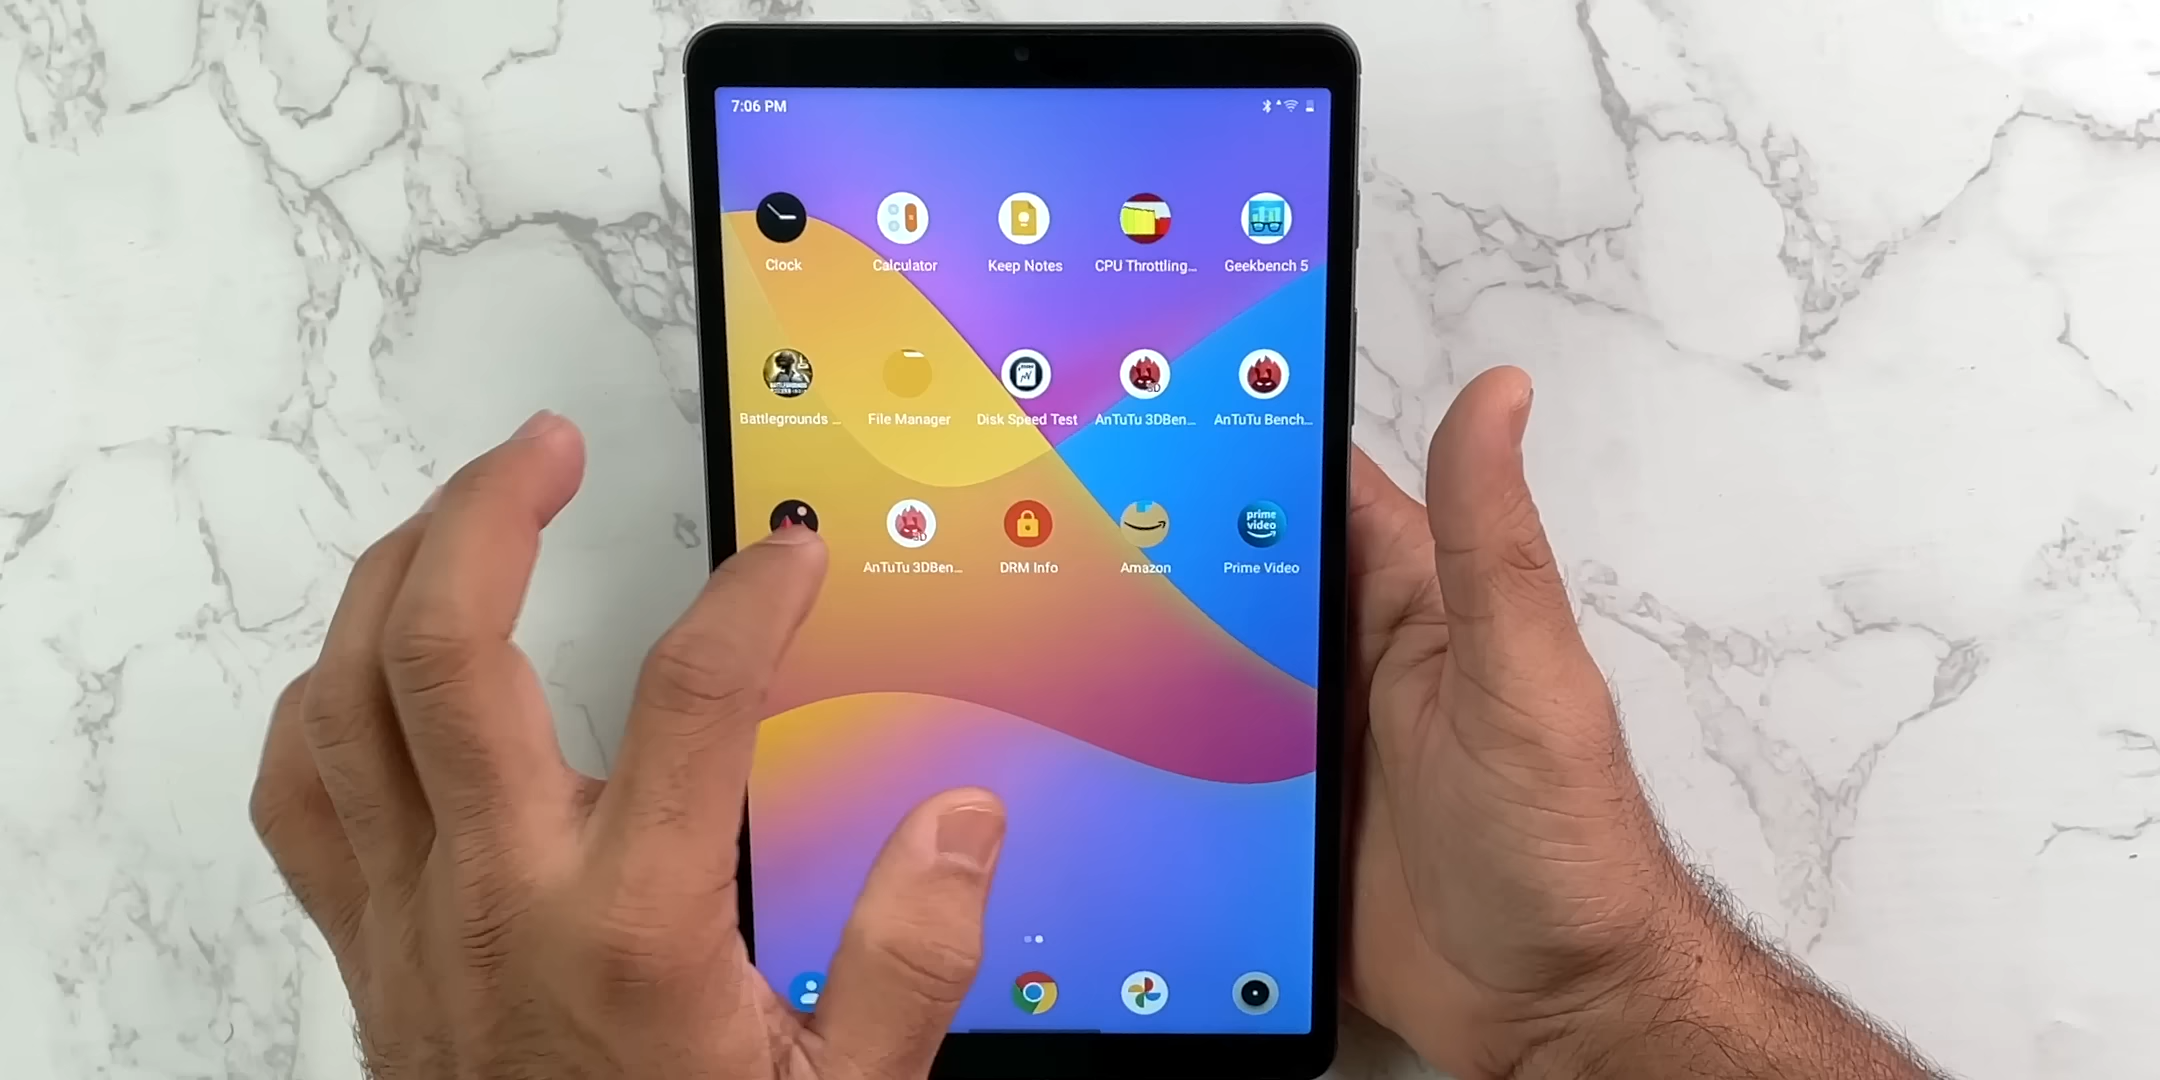 7:06 PM
Clock Calculator Keep Notes CPU Throttling... Geekbench 5
Battlegrounds ... File Manager Disk Speed Test AnTuTu 3DBen... AnTuTu Bench...
prime
video
3D
AnTuTu 3DBen... DRM Info Amazon Prime Video